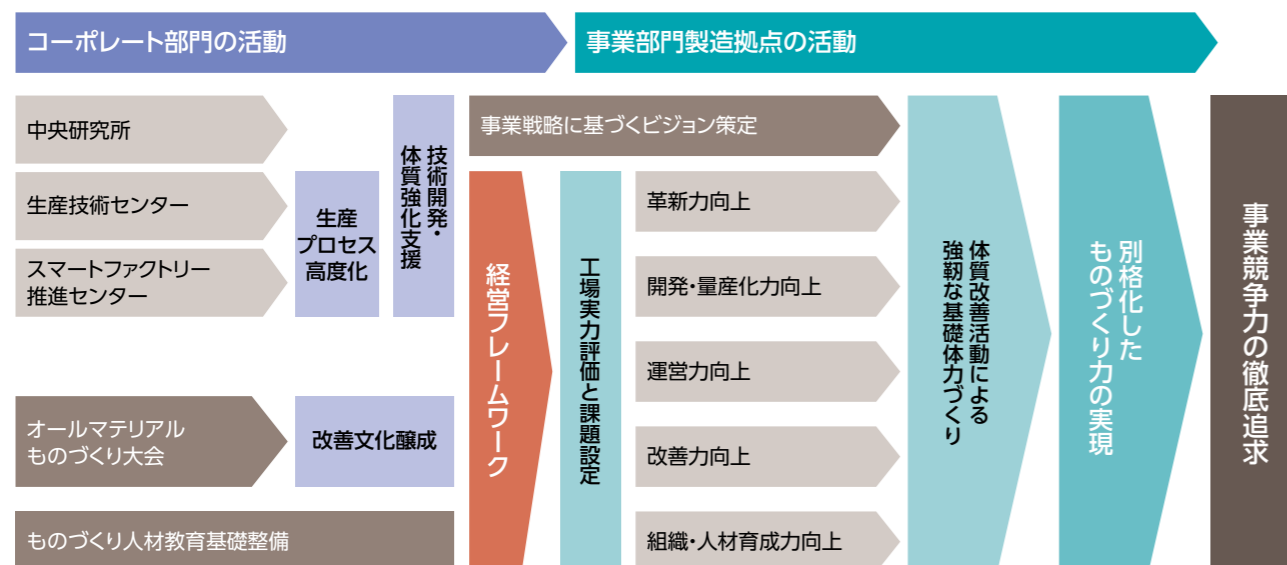 コーポレート部門の活動
事業部門製造拠点の活動
中央研究所
生産技術センター
スマートファクトリー
推進センター
生産
プロセス
高度化
技術開発・
体質強化支援
オールマテリアル
ものづくり大会
改善文化醸成
ものづくり人材教育基礎整備
事業戦略に基づくビジョン策定
経営フレームワーク
工場実力評価と課題設定
革新力向上
開発・量産化力向上
運営力向上
改善力向上
組織・人材育成力向上
体質改善活動による
強靭な基礎体力づくり
別格化した
ものづくり力の実現
事業競争力の徹底追求